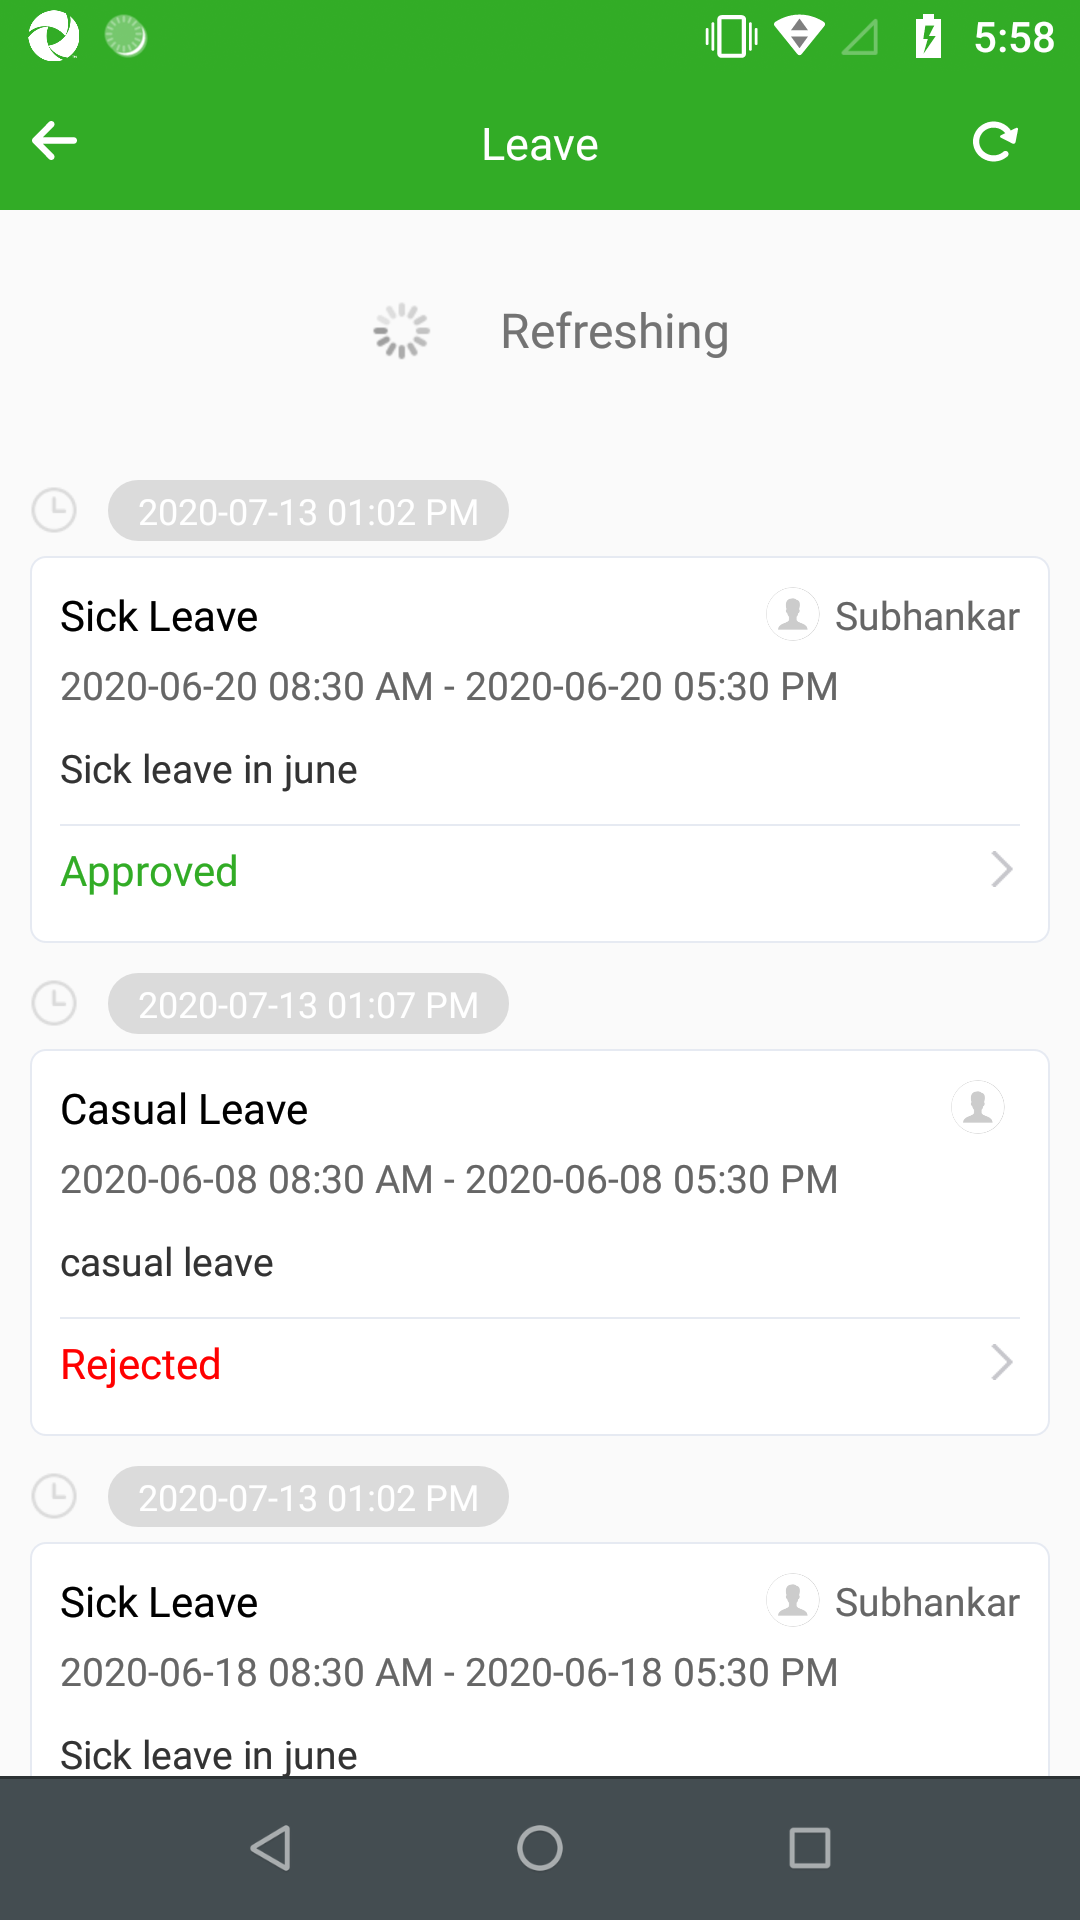 5:58
Leave
Refreshing
2020-07-13 01:02 PM
Sick Leave
Subhankar
2020-06-20 08:30 AM - 2020-06-20 05:30 PM
Sick leave in june
Approved
2020-07-13 01:07 PM
Casual Leave
2020-06-08 08:30 AM - 2020-06-08 05:30 PM
casual leave
Rejected
2020-07-13 01:02 PM
Sick Leave
Subhankar
2020-06-18 08:30 AM - 2020-06-18 05:30 PM
Sick leave in june